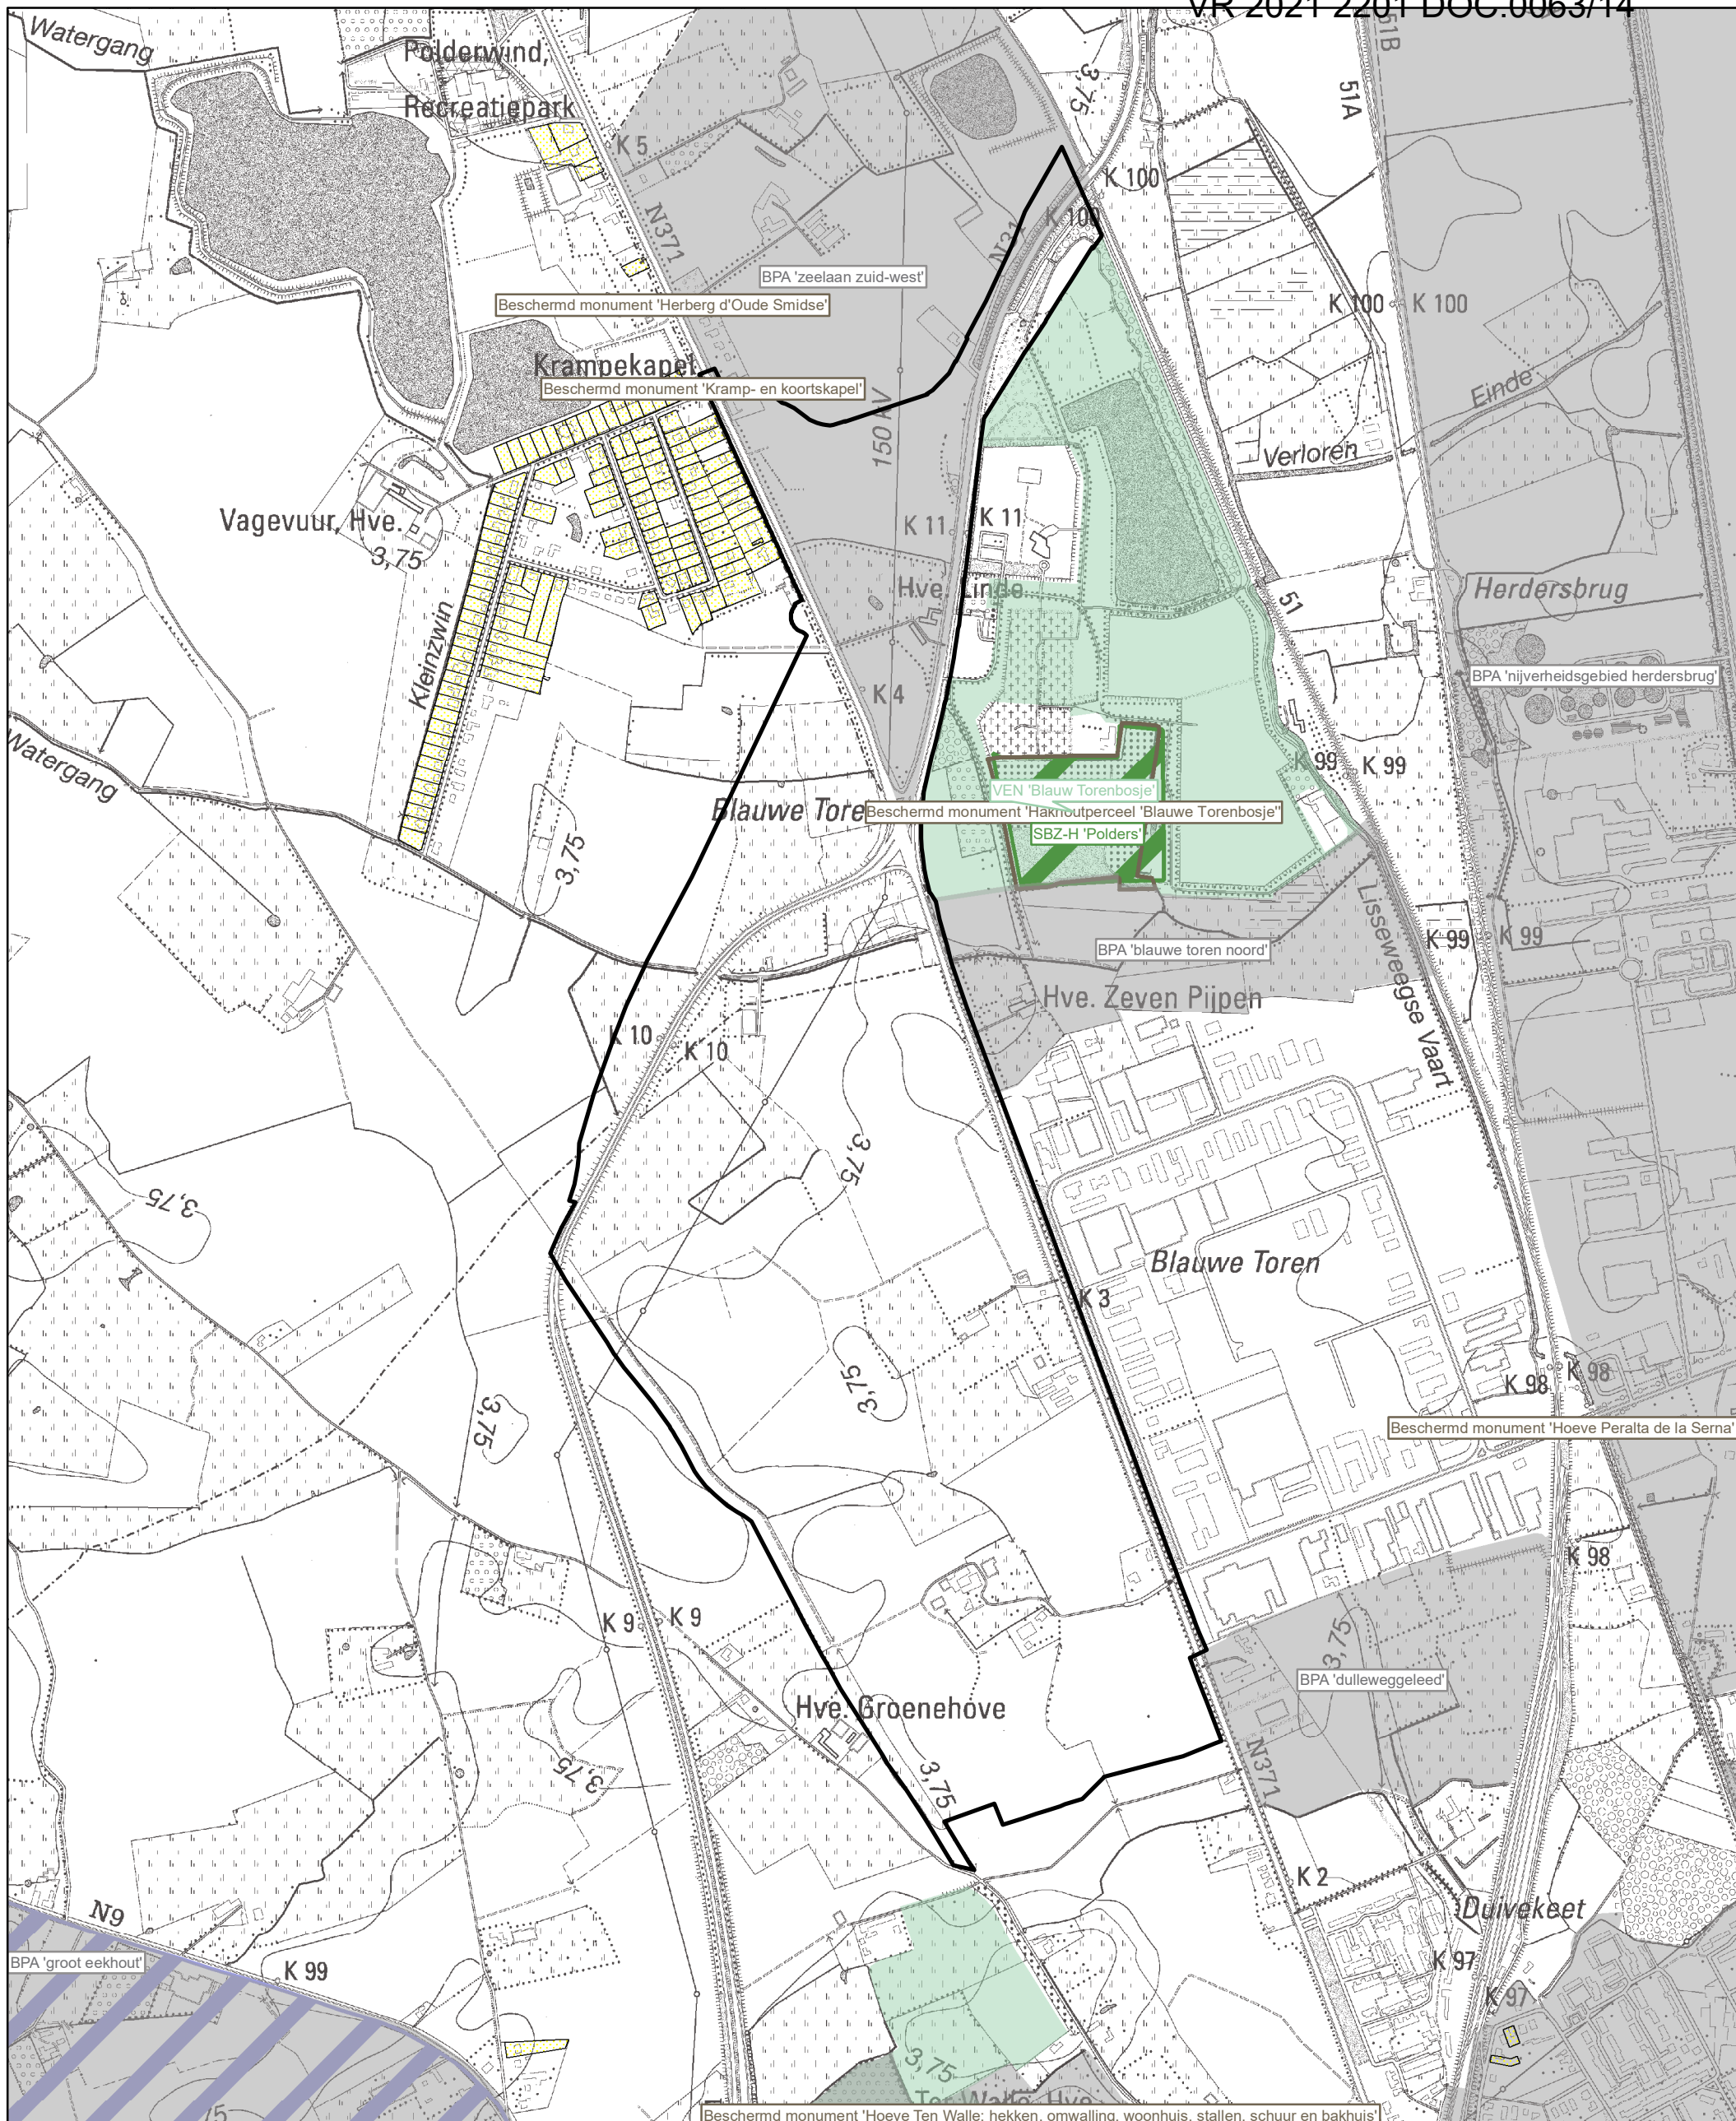 VR 2021 2201 DOC.0063/14
Watergang
Polderwind,
Recreatiepark
51B
51A
3,75
K 5
K 100
N371
K 100
N31
BPA 'zeelaan zuid-west'
Beschermd monument 'Herberg d'Oude Smidse'
K 100
K 100
Krampekapel
Beschermd monument 'Kramp- en koortskapel'
Einde
150 KV
Verloren
Vagevuur, Hve.
K 11
K 11
3,75
Hve. Linde
Herdersbrug
51
Kleinzwin
BPA 'nijverheidsgebied herdersbrug'
K 4
Watergang
K 99
K 99
VEN 'Blauw Torenbosje'
Blauwe Tore
Beschermd monument 'Hakhoutperceel 'Blauwe Torenbosje''
SBZ-H 'Polders'
3,75
Lisseweegse Vaart
K 99
K 99
BPA 'blauwe toren noord'
Hve. Zeven Pijpen
K 10
K 10
3,75
3,75
Blauwe Toren
K 3
3,75
K 98
K 98
3,75
Beschermd monument 'Hoeve Peralta de la Serna'
K 98
K 9
K 9
3,75
BPA 'dulleweggeleed'
Hve. Groenehove
3,75
3,75
N371
K 2
Duivekeet
N9
BPA 'groot eekhout'
K 99
K 97
K 97
3,75
Ter Walle, Hve.
Beschermd monument 'Hoeve Ten Walle: hekken, omwalling, woonhuis, stallen, schuur en bakhuis'